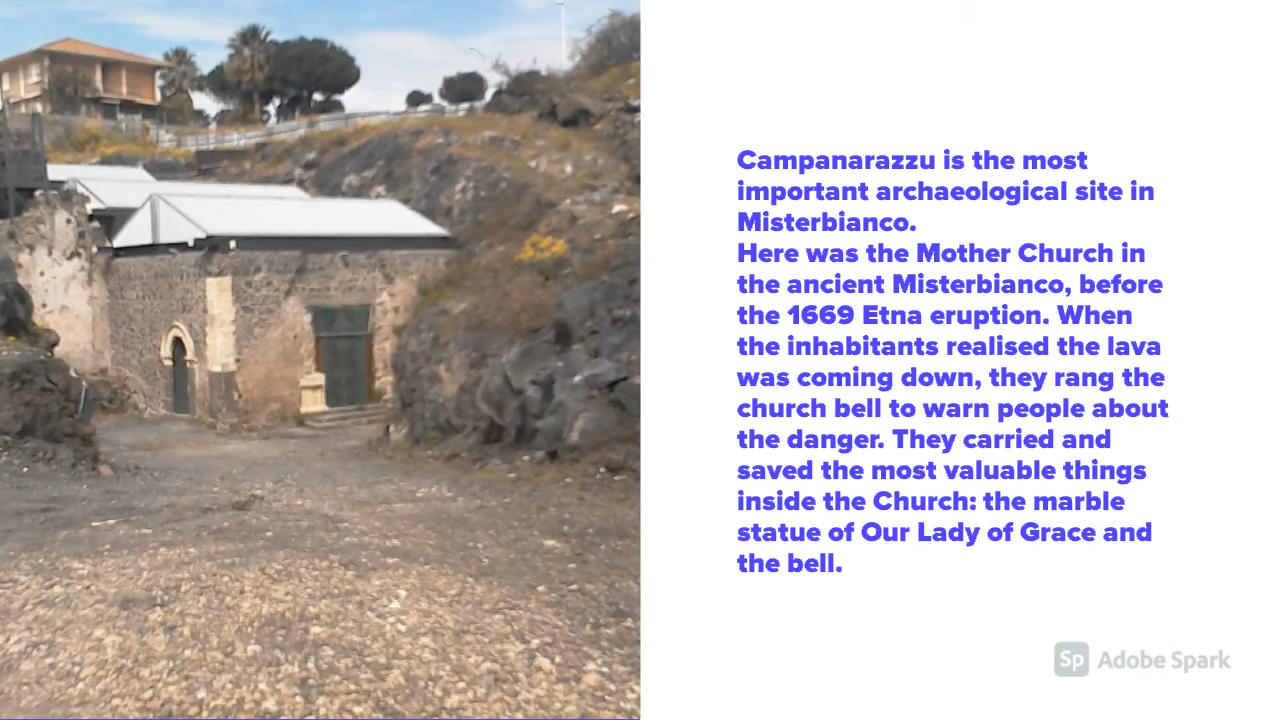 Campanarazzu is the most
important archaeological site in
Misterbianco.
Here was the Mother Church in
the ancient Misterbianco, before
the 1669 Etna eruption. When
the inhabitants realised the lava
was coming down, they rang the
church bell to warn people about
the danger. They carried and
saved the most valuable things
inside the Church: the marble
statue of Our Lady of Grace and
the bell.
Sp Adobe Spark